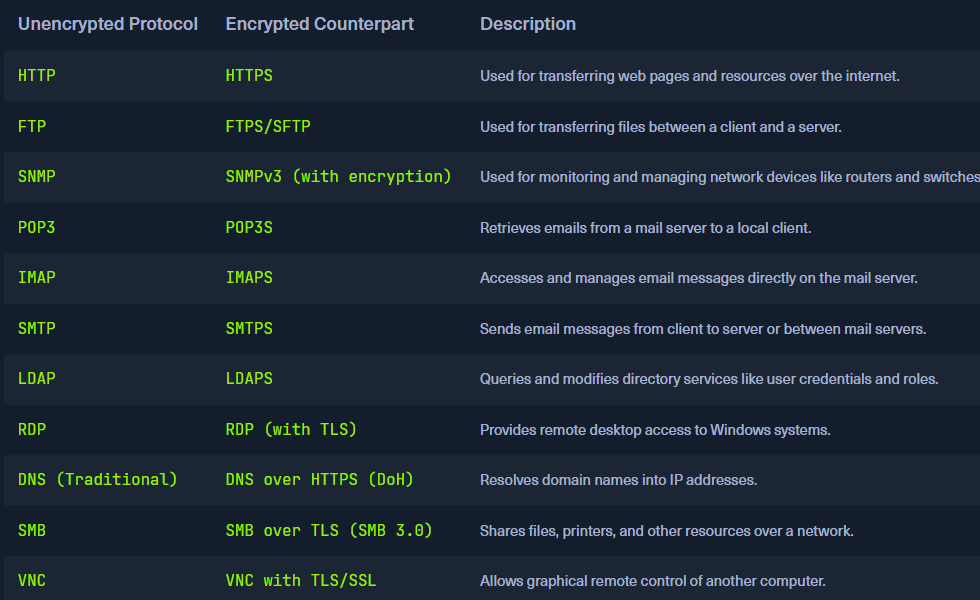 Unencrypted Protocol Encrypted Counterpart Description
HTTP HTTPS Used for transferring web pages and resources over the internet.
FTP FTPS/SFTP Used for transferring files between a client and a server.
SNMP SNMPv3 (with encryption) Used for monitoring and managing network devices like routers and switches
POP3 POP3S Retrieves emails from a mail server to a local client.
IMAP IMAPS Accesses and manages email messages directly on the mail server.
SMTP SMTPS Sends email messages from client to server or between mail servers.
LDAP LDAPS Queries and modifies directory services like user credentials and roles.
RDP RDP (with TLS) Provides remote desktop access to Windows systems.
DNS (Traditional) DNS over HTTPS (DoH) Resolves domain names into IP addresses.
SMB SMB over TLS (SMB 3.0) Shares files, printers, and other resources over a network.
VNC VNC with TLS/SSL Allows graphical remote control of another computer.